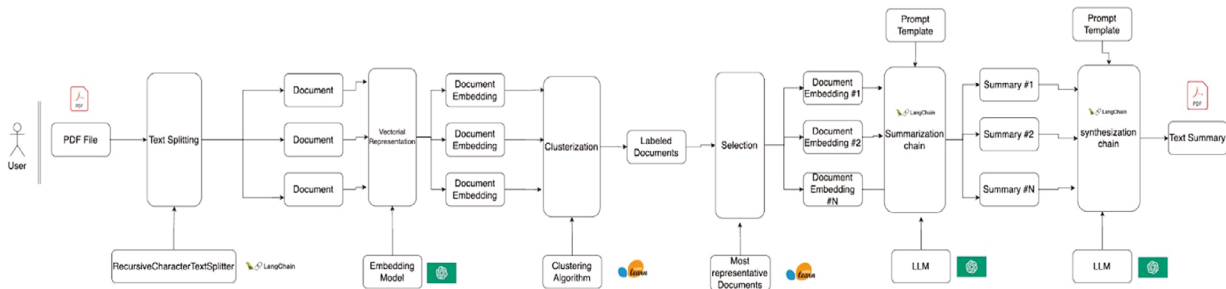 User
PDF
PDF File
Text Splitting
RecursiveCharacterTextSplitter
LangChain
Document
Document
Document
Vectorial
Representation
Embedding
Model
Document
Embedding
Document
Embedding
Document
Embedding
Clusterization
Clustering
Algorithm
learn
Labeled
Documents
Selection
Most
representative
Documents
learn
Document
Embedding #1
Document
Embedding #2
Document
Embedding
#N
Prompt
Template
LangChain
Summarization
chain
LLM
Summary #1
Summary #2
Summary #N
Prompt
Template
LangChain
synthesization
chain
LLM
PDF
Text Summary